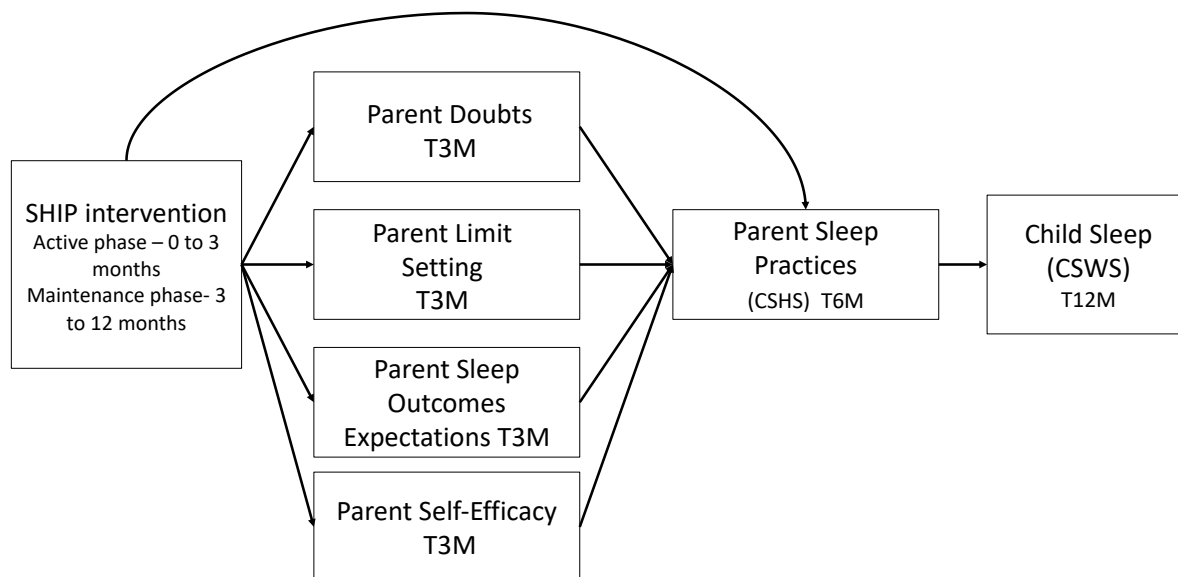 SHIP intervention
Active phase – 0 to 3
months
Maintenance phase- 3
to 12 months
Parent Doubts
T3M
Parent Limit
Setting
T3M
Parent Sleep
Outcomes
Expectations T3M
Parent Self-Efficacy
T3M
Parent Sleep
Practices
(CSHS) T6M
Child Sleep
(CSWS)
T12M